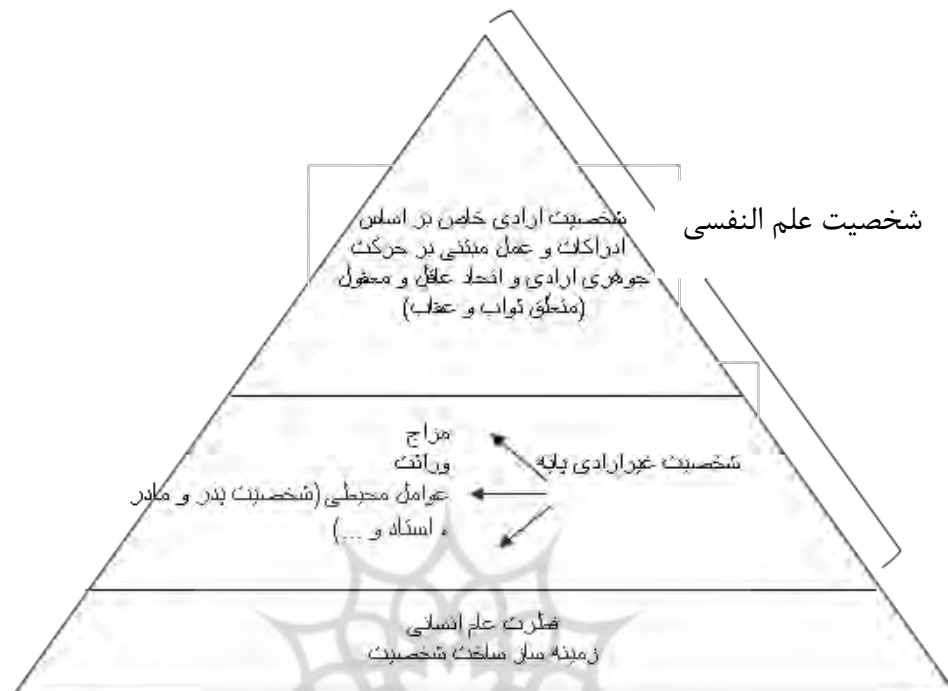 شخصیت علم النفسی
شخصیت ارادی خاص بر اساس
ادراکات و عمل مبتنی بر حرکت
جوهری ارادی و اتحاد عاقل و معقول
(متعلق ثواب و عقاب)
شخصیت غیرارادی پایه
مزاج
وراثت
عوامل محیطی (شخصیت پدر و مادر
، استاد و ...)
فطرت عام انسانی
زمینه ساز ساخت شخصیت